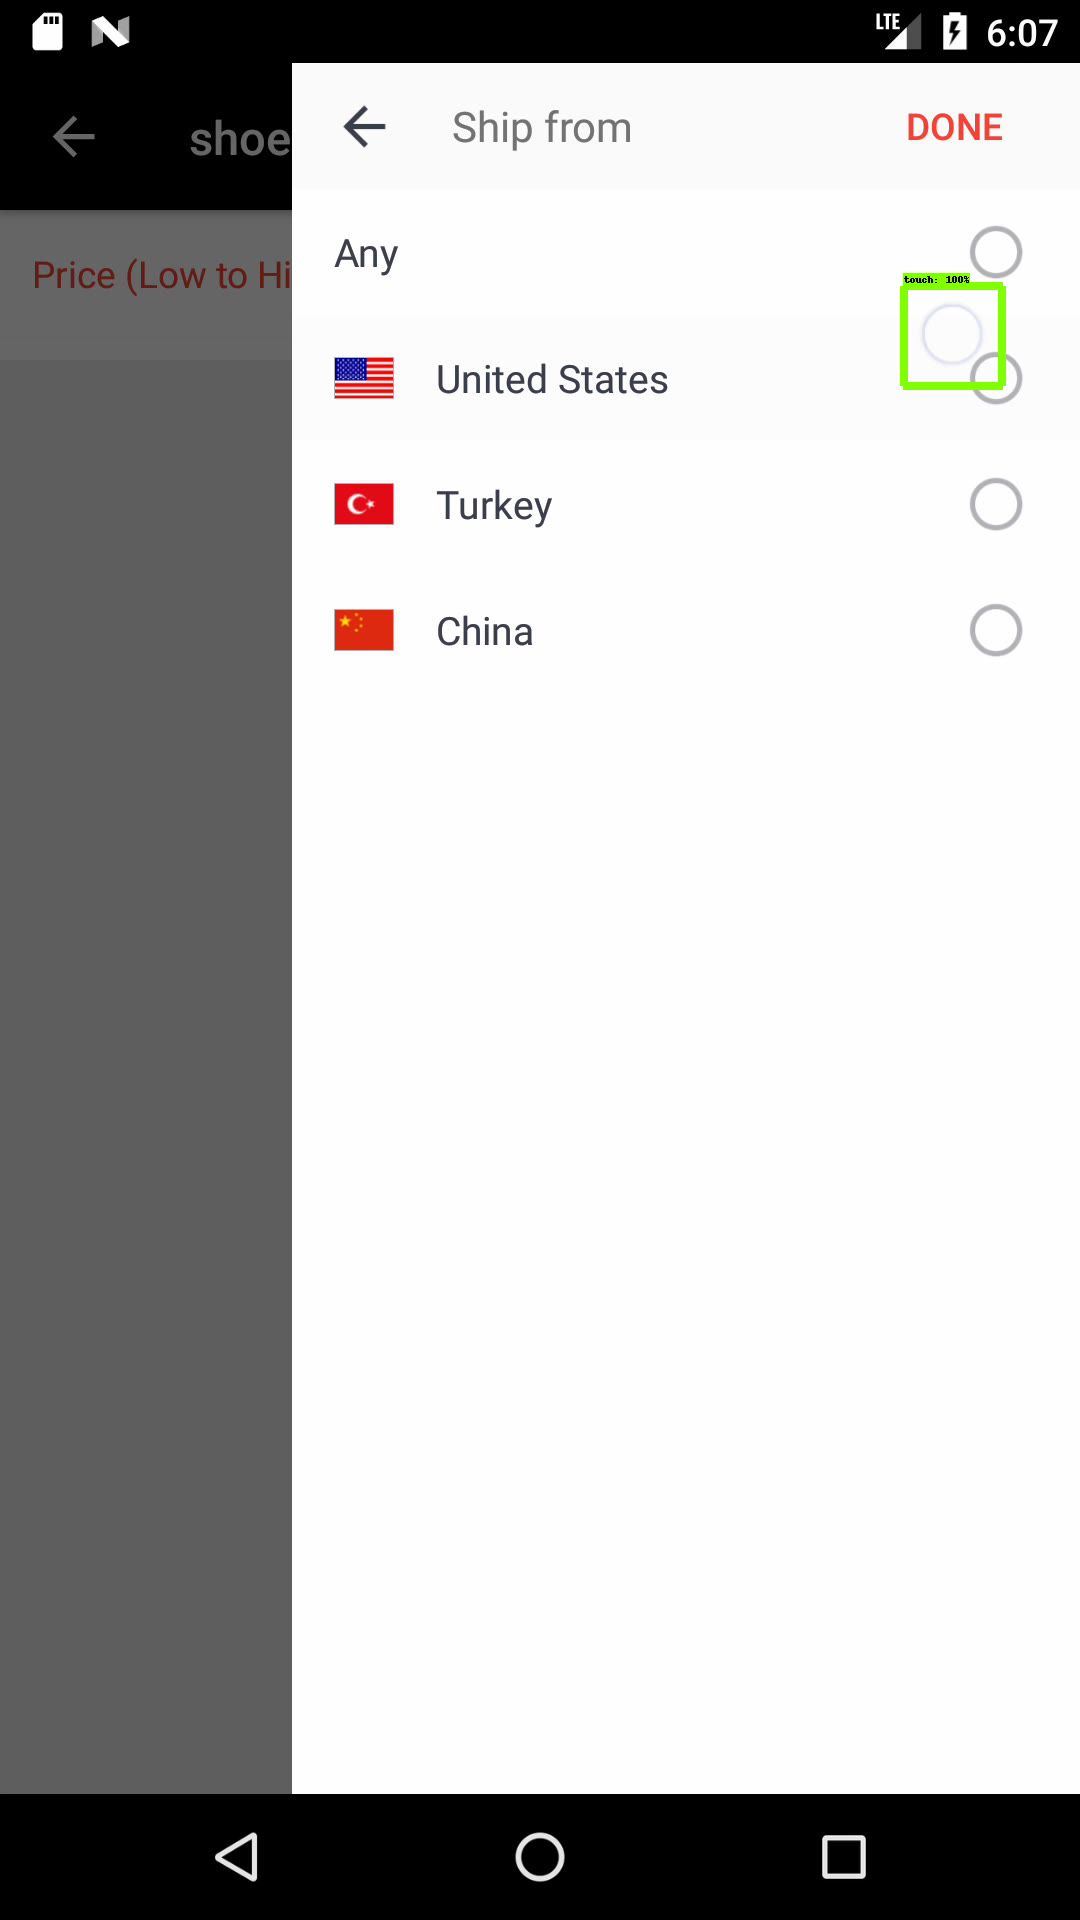 LTE 6:07
shoe
Ship from
DONE
Price (Low to Hi
Any
touch: 100%
United States
Turkey
China